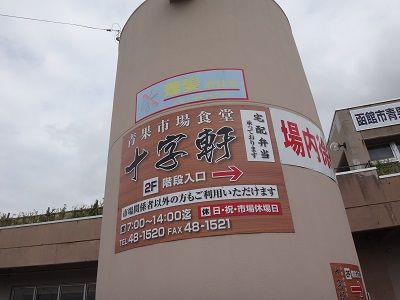 青果市場食堂
十字軒
宅配弁当
承っております
2F 階段入口
市場関係者以外の方もご利用いただけます
7:00～14:00迄
休 日・祝・市場休場日
TEL 48-1520 FAX 48-1521
場内
函館市青